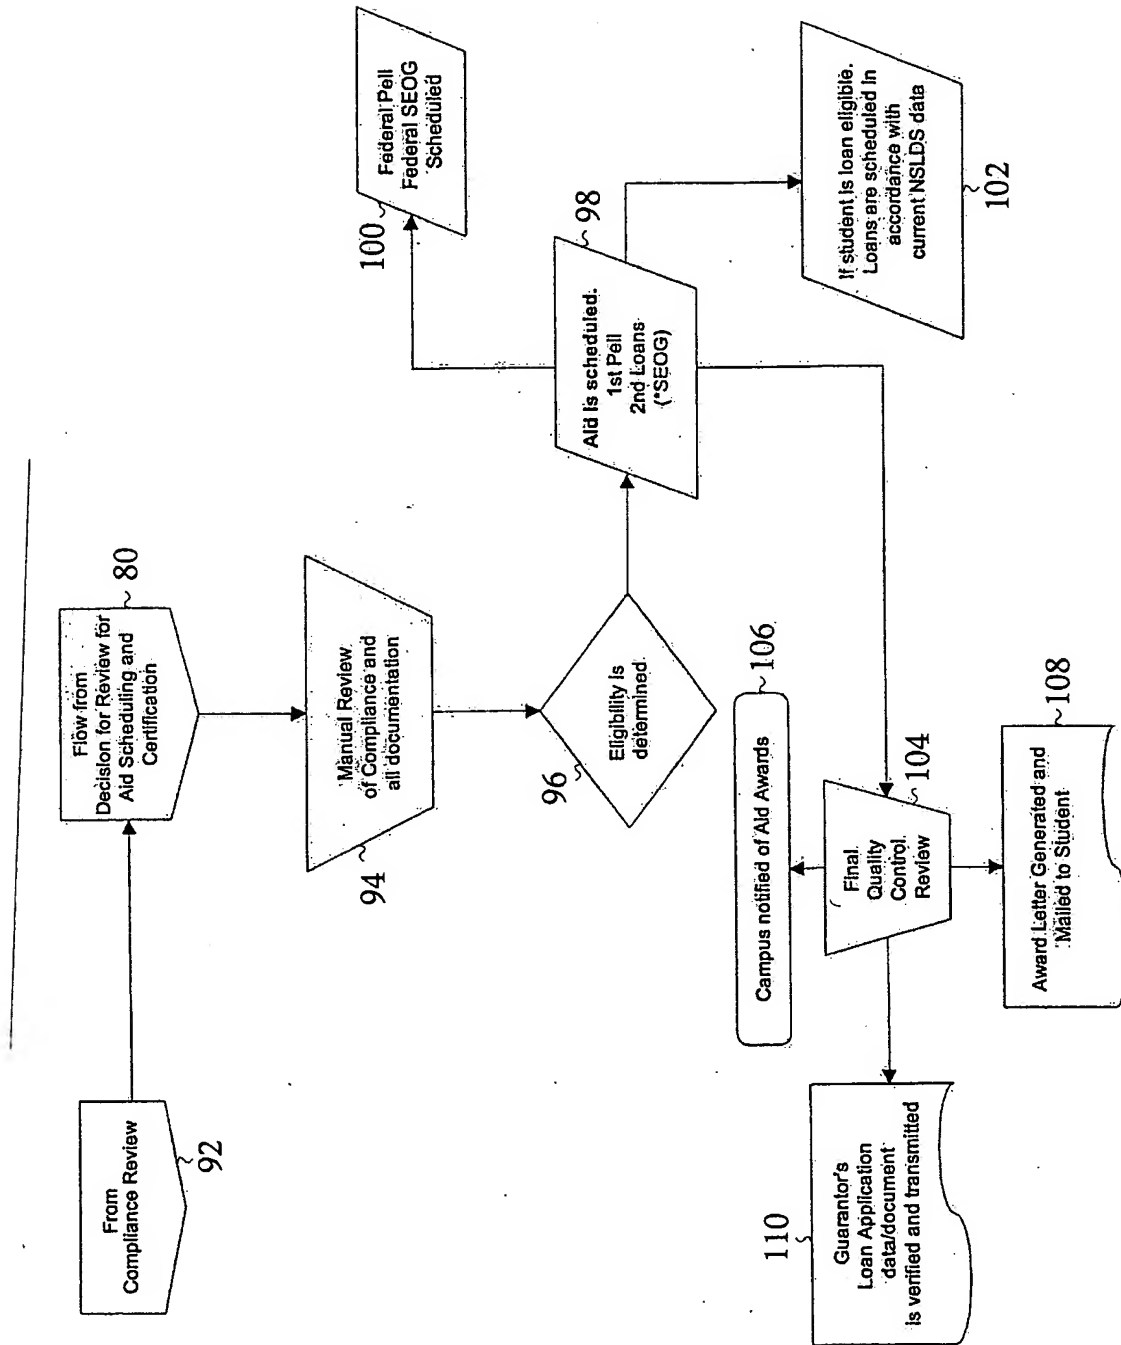 From
Compliance Review
92
Flow from
Decision for Review for
Aid Scheduling and
Certification
80
Manual Review
of Compliance and
all documentation
94
Eligibility is
determined
96
Aid is scheduled.
1st Pell
2nd Loans
(*SEOG)
98
Federal Pell
Federal SEOG
Scheduled
100
If student is loan eligible.
Loans are scheduled in
accordance with
current NSLDS data
102
Final
Quality
Control
Review
104
Campus notified of Aid Awards
106
Award Letter Generated and
Mailed to Student
108
Guarantor's
Loan Application
data/document
is verified and transmitted
110